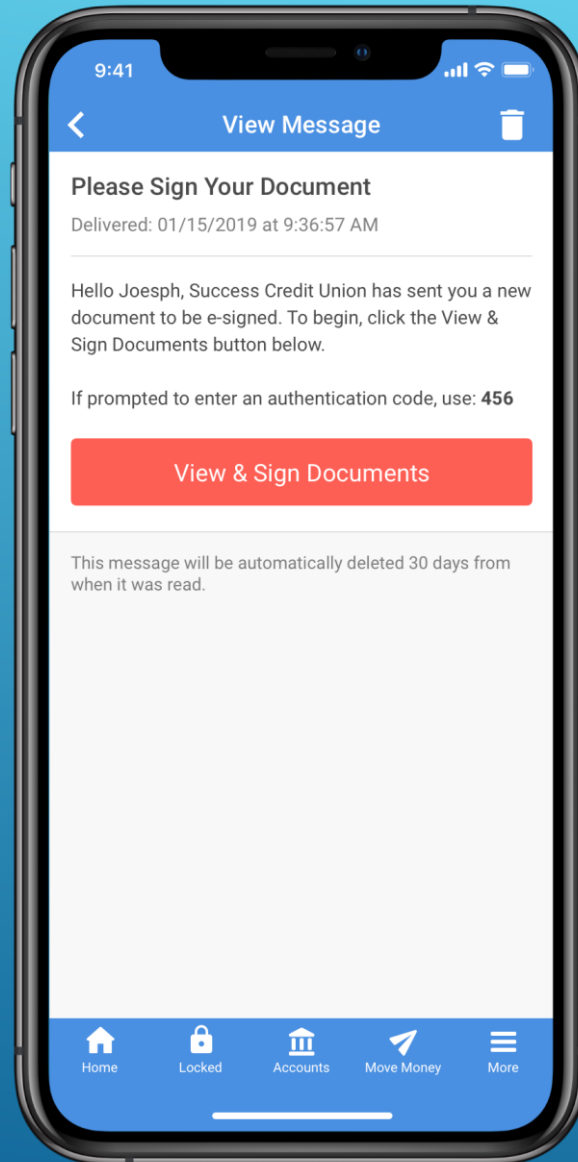 9:41
View Message
Please Sign Your Document
Delivered: 01/15/2019 at 9:36:57 AM
Hello Joesph, Success Credit Union has sent you a new
document to be e-signed. To begin, click the View &
Sign Documents button below.
If prompted to enter an authentication code, use: 456
View & Sign Documents
This message will be automatically deleted 30 days from
when it was read.
Home Locked Accounts Move Money More